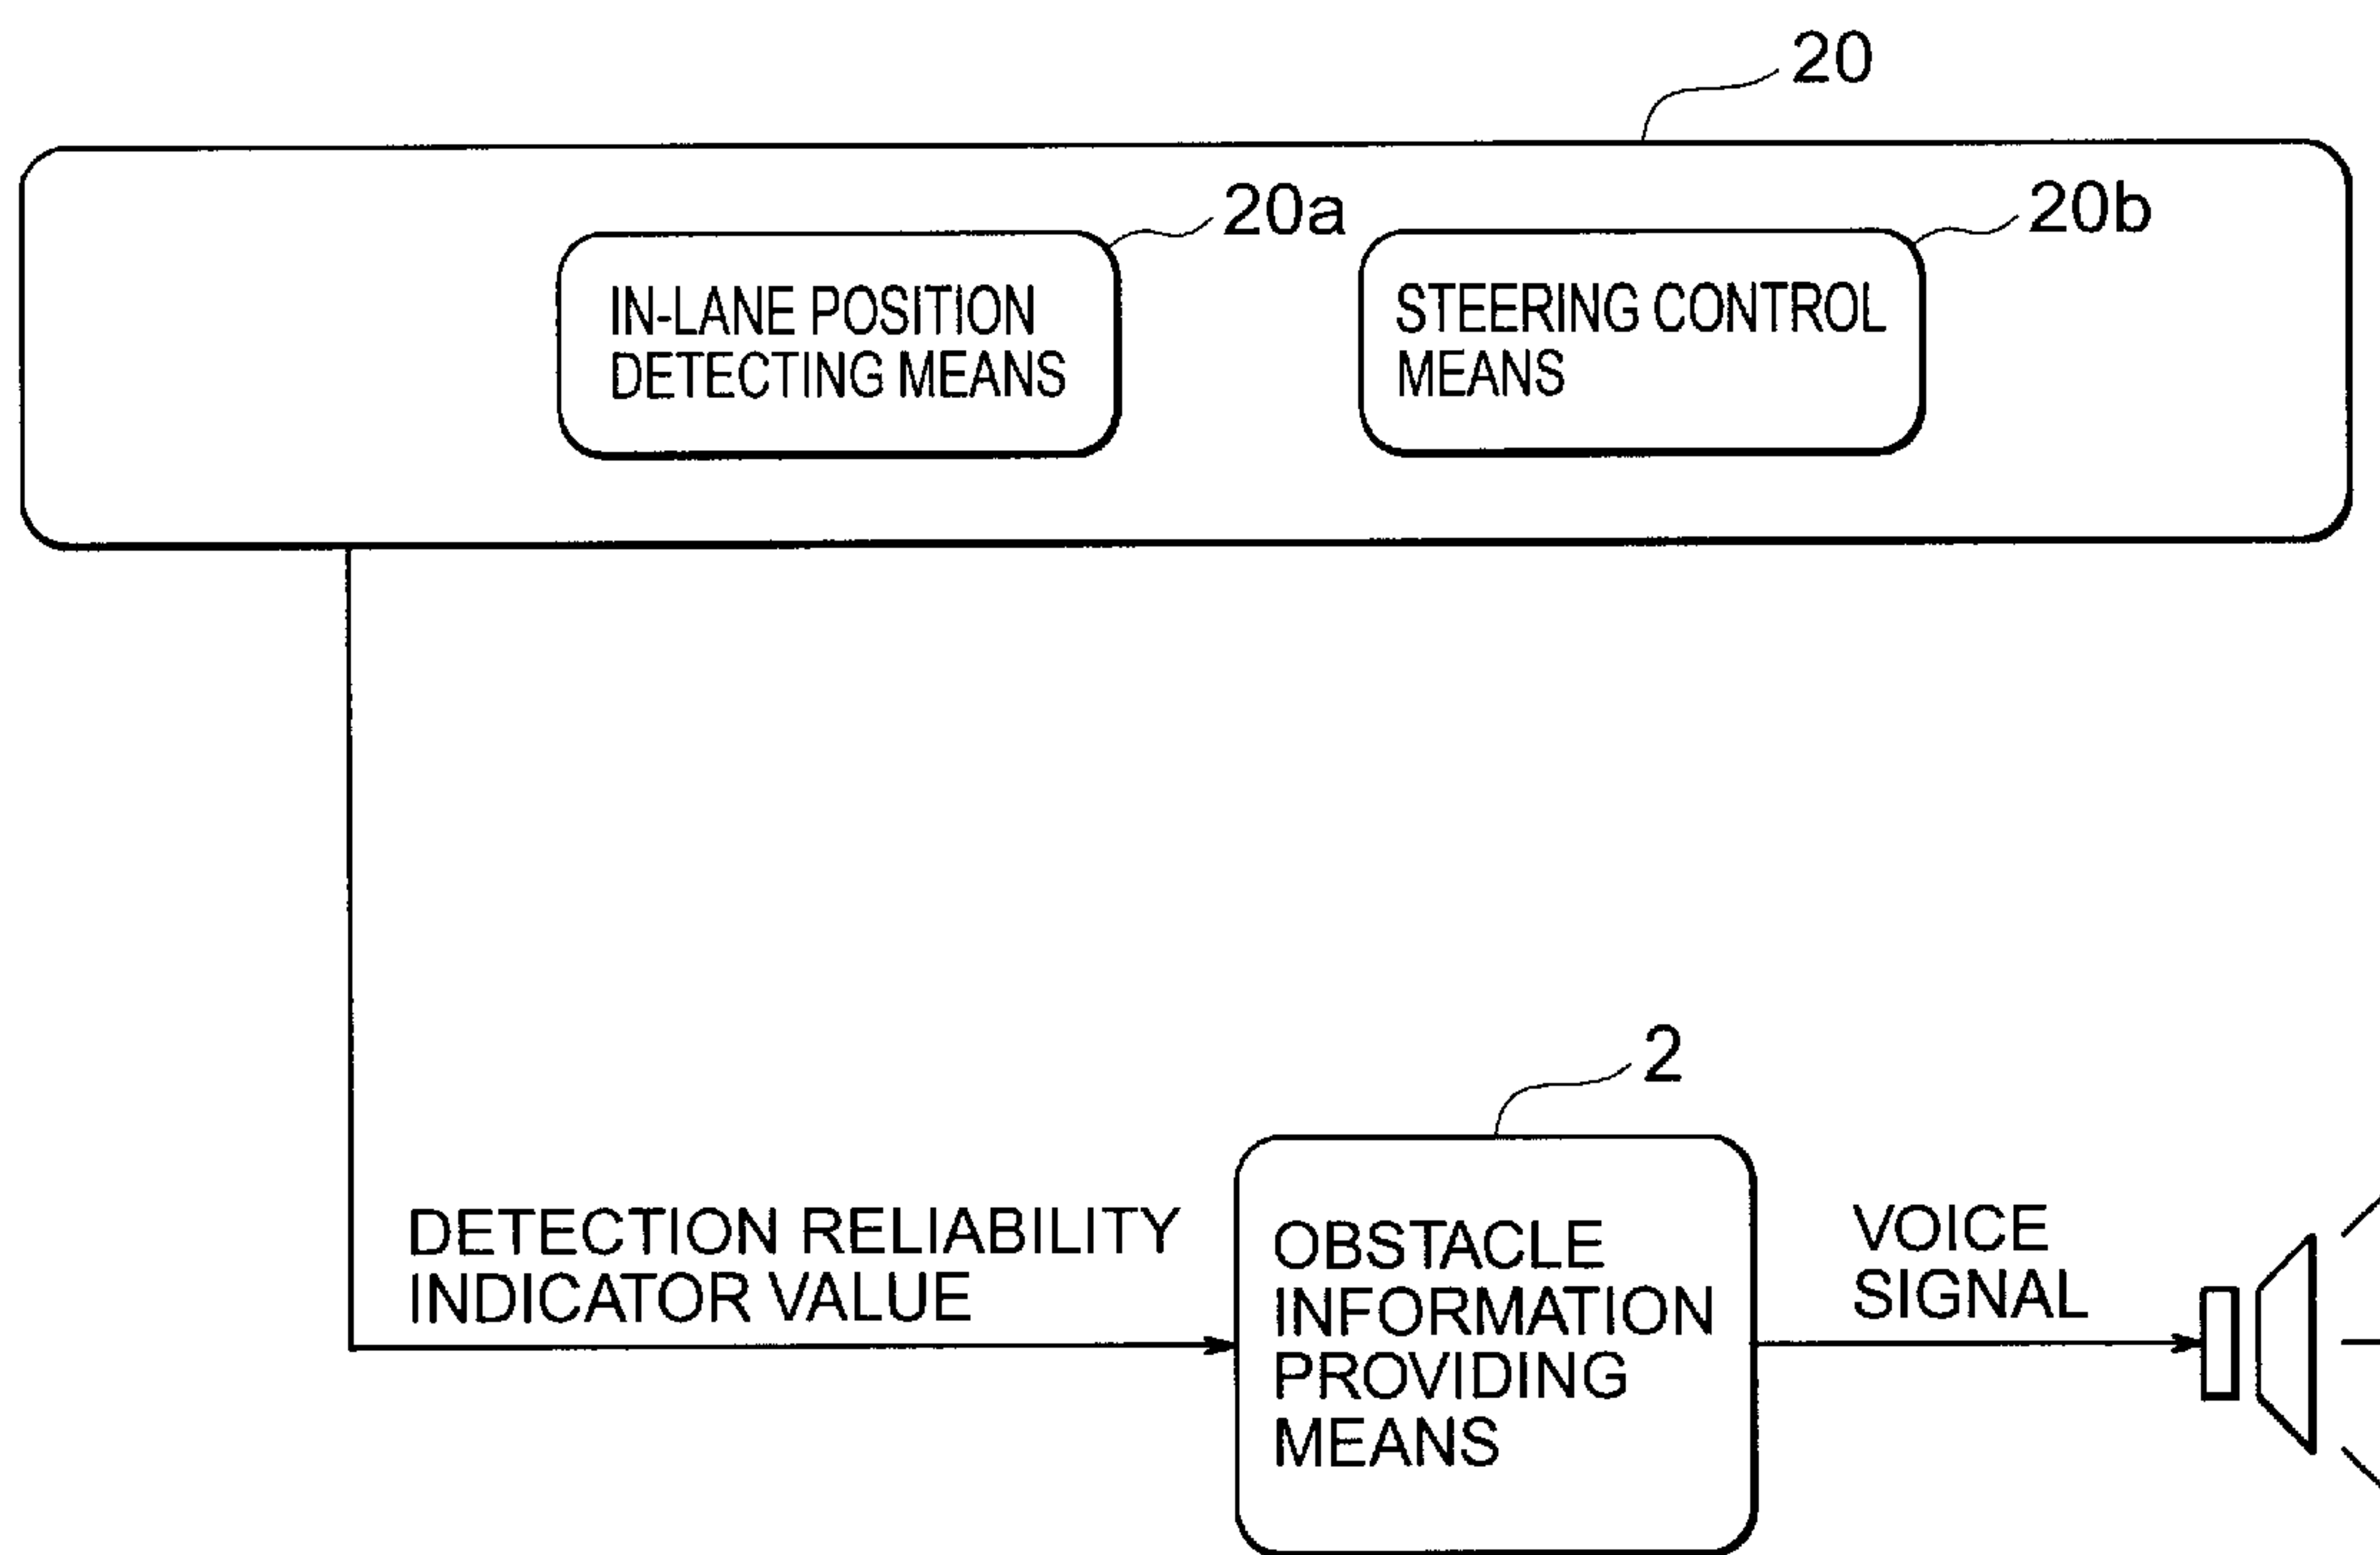 20
20a
20b
IN-LANE POSITION
DETECTING MEANS
STEERING CONTROL
MEANS
2
DETECTION RELIABILITY
INDICATOR VALUE
OBSTACLE
INFORMATION
PROVIDING
MEANS
VOICE
SIGNAL